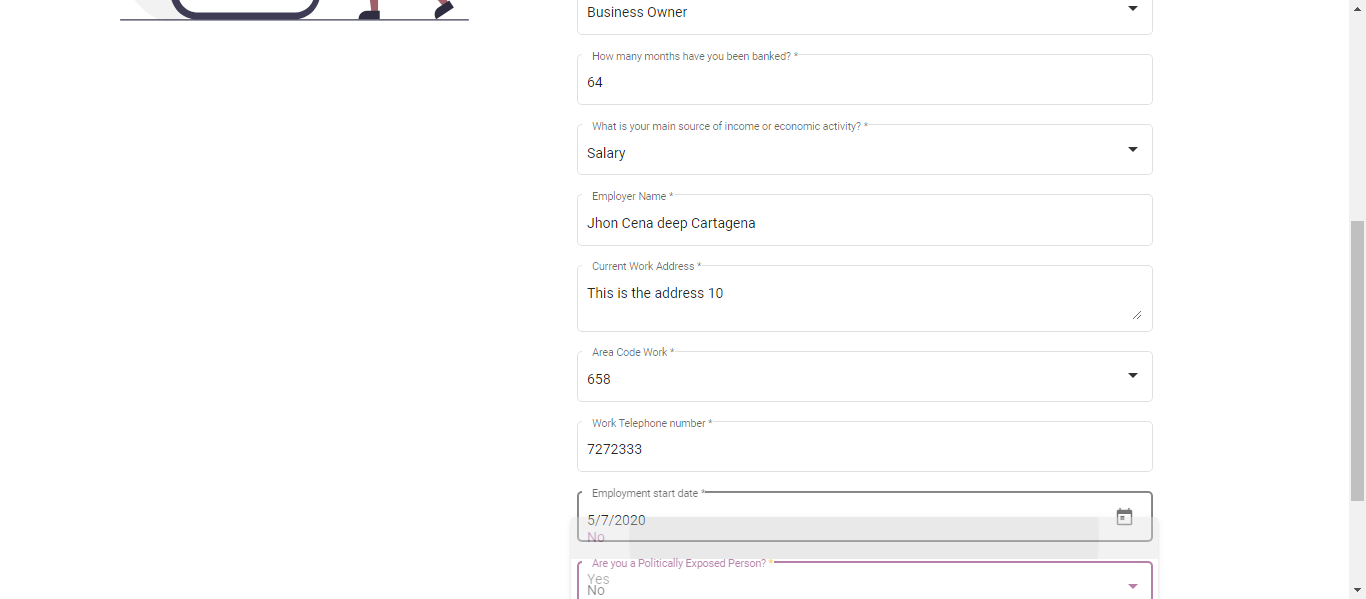 Business Owner
How many months have you been banked? *
64
What is your main source of income or economic activity? *
Salary
Employer Name *
Jhon Cena deep Cartagena
Current Work Address *
This is the address 10
Area Code Work *
658
Work Telephone number *
7272333
Employment start date *
5/7/2020
No
Are you a Politically Exposed Person? *
Yes
No